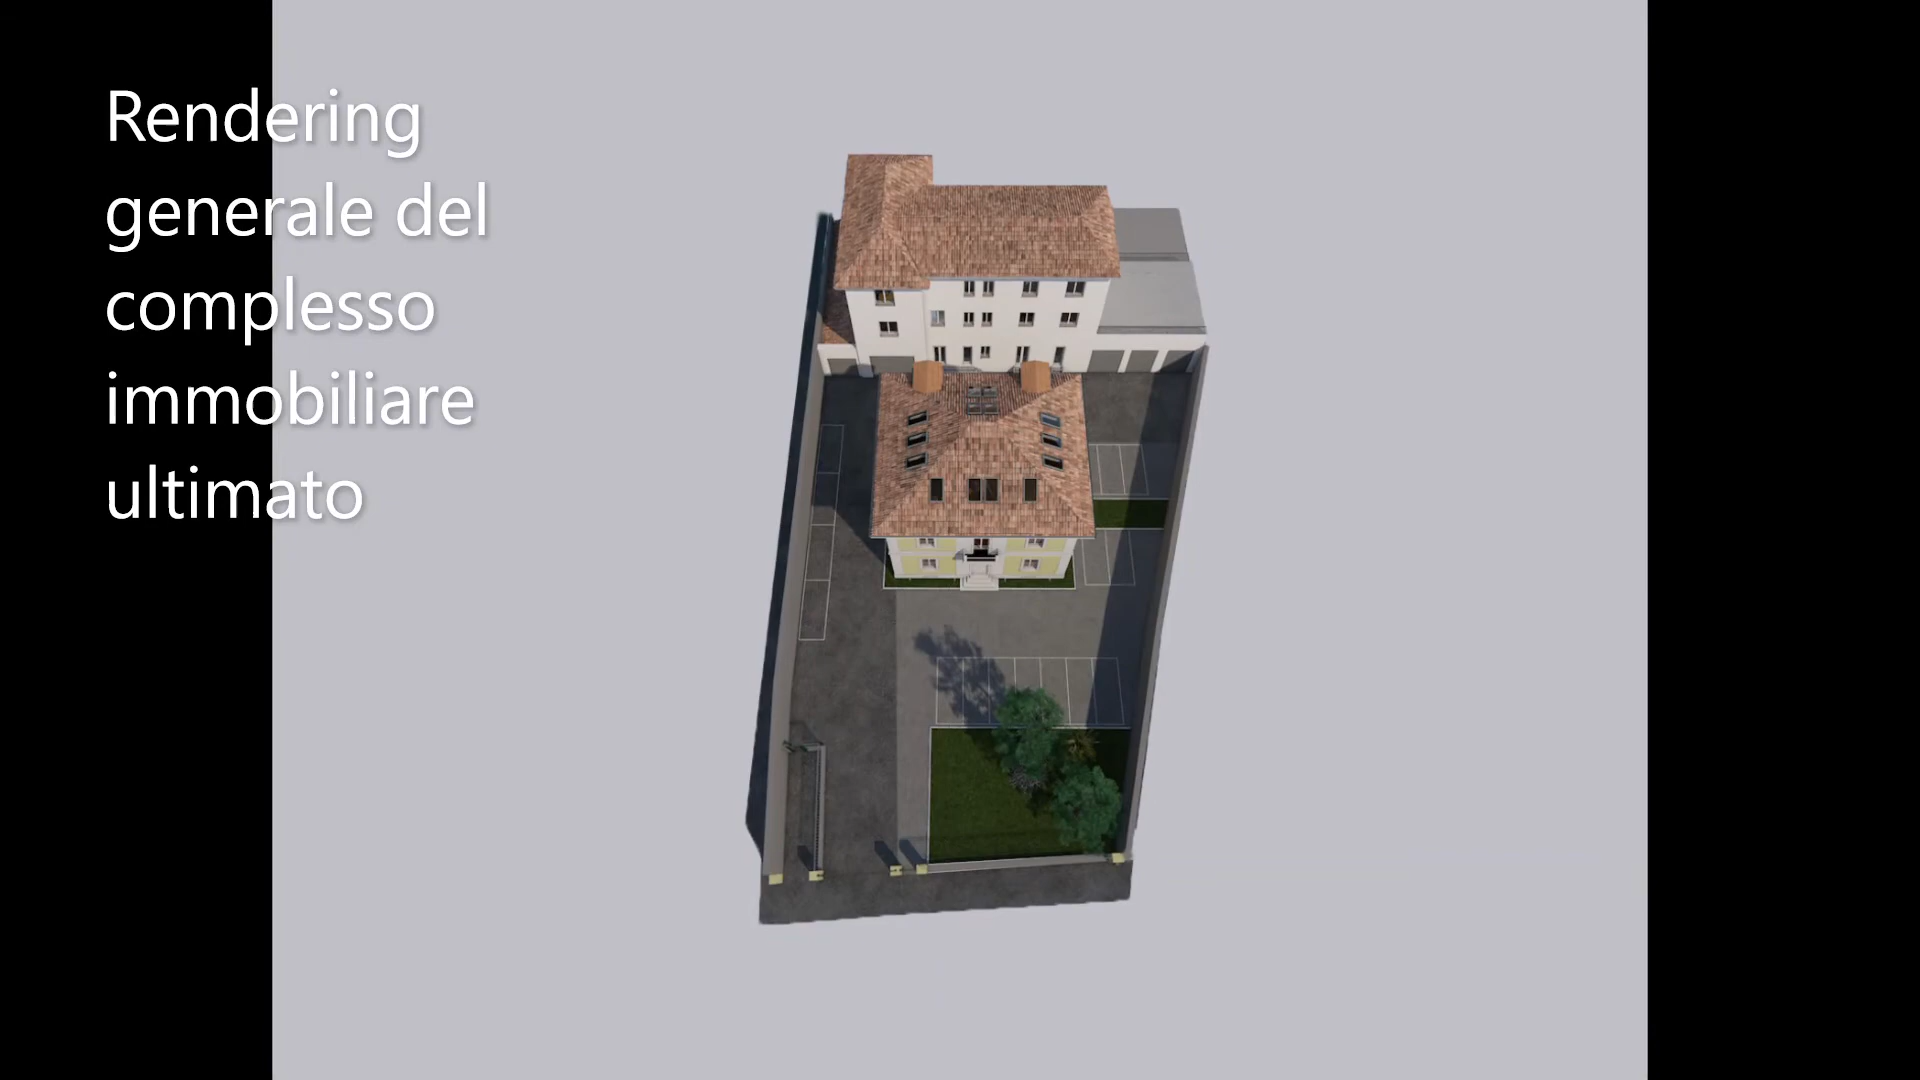 Rendering
generale del
complesso
immobiliare
ultimato